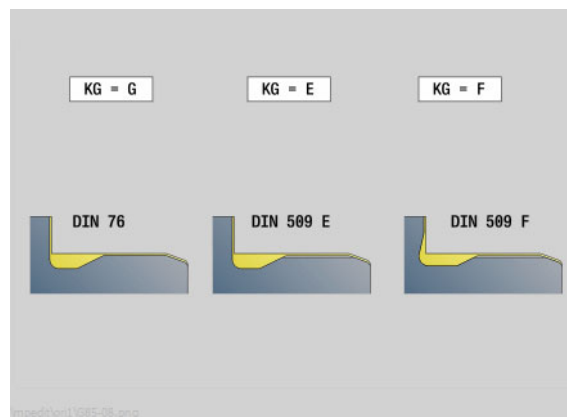 KG = G
KG = E
KG = F
DIN 76
DIN 509 E
DIN 509 F